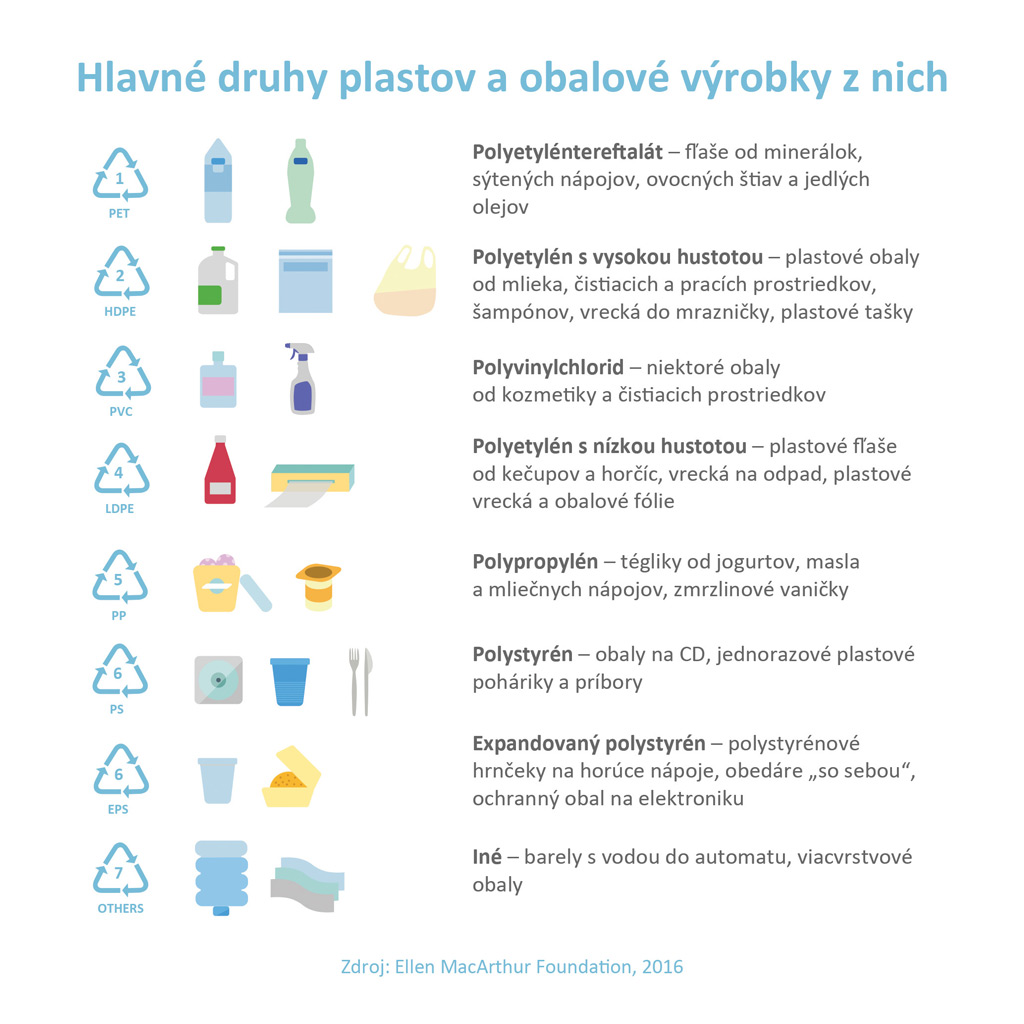 Hlavné druhy plastov a obalové výrobky z nich
1
PET
Polyetyléntereftalát – fľaše od minerálok,
sýtených nápojov, ovocných štiav a jedlých
olejov
2
HDPE
Polyetylén s vysokou hustotou – plastové obaly
od mlieka, čistiacich a pracích prostriedkov,
šampónov, vrecká do mrazničky, plastové tašky
3
PVC
Polyvinylchlorid – niektoré obaly
od kozmetiky a čistiacich prostriedkov
4
LDPE
Polyetylén s nízkou hustotou – plastové fľaše
od kečupov a horčíc, vrecká na odpad, plastové
vrecká a obalové fólie
5
PP
Polypropylén – tégliky od jogurtov, masla
a mliečnych nápojov, zmrzlinové vaničky
6
PS
Polystyrén – obaly na CD, jednorazové plastové
poháriky a príbory
6
EPS
Expandovaný polystyrén – polystyrénové
hrnčeky na horúce nápoje, obedáre „so sebou“,
ochranný obal na elektroniku
7
OTHERS
Iné – barely s vodou do automatu, viacvrstvové
obaly
Zdroj: Ellen MacArthur Foundation, 2016